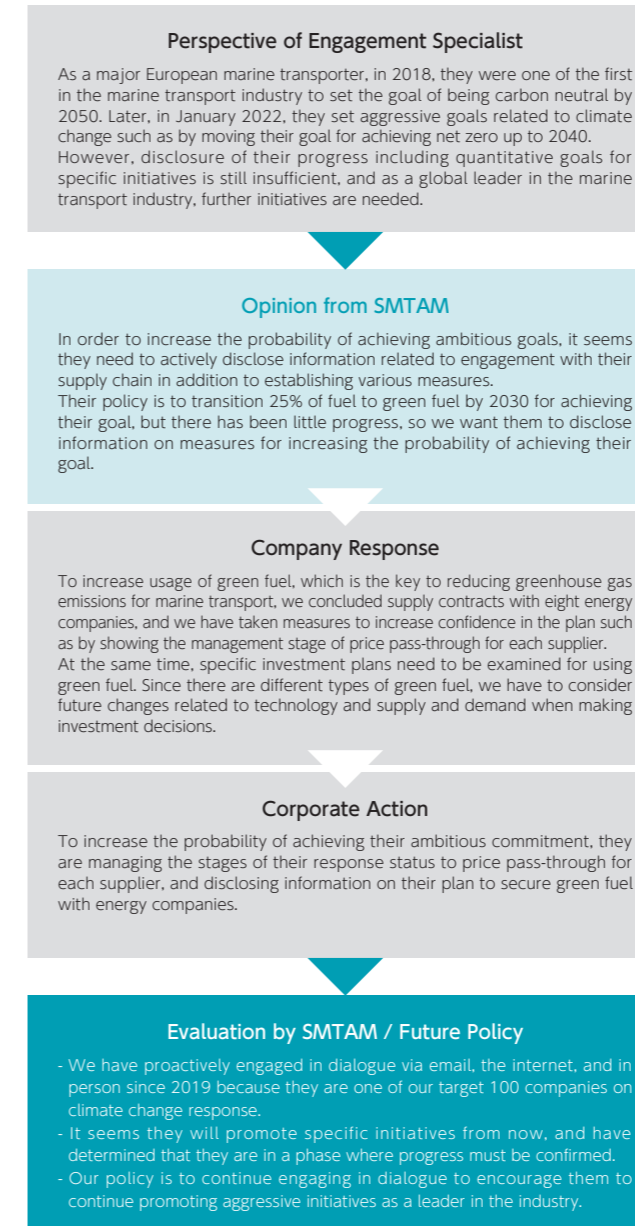 Perspective of Engagement Specialist
As a major European marine transporter, in 2018, they were one of the first
in the marine transport industry to set the goal of being carbon neutral by
2050. Later, in January 2022, they set aggressive goals related to climate
change such as by moving their goal for achieving net zero up to 2040.
However, disclosure of their progress including quantitative goals for
specific initiatives is still insufficient, and as a global leader in the marine
transport industry, further initiatives are needed.
Opinion from SMTAM
In order to increase the probability of achieving ambitious goals, it seems
they need to actively disclose information related to engagement with their
supply chain in addition to establishing various measures.
Their policy is to transition 25% of fuel to green fuel by 2030 for achieving
their goal, but there has been little progress, so we want them to disclose
information on measures for increasing the probability of achieving their
goal.
Company Response
To increase usage of green fuel, which is the key to reducing greenhouse gas
emissions for marine transport, we concluded supply contracts with eight energy
companies, and we have taken measures to increase confidence in the plan such
as by showing the management stage of price pass-through for each supplier.
At the same time, specific investment plans need to be examined for using
green fuel. Since there are different types of green fuel, we have to consider
future changes related to technology and supply and demand when making
investment decisions.
Corporate Action
To increase the probability of achieving their ambitious commitment, they
are managing the stages of their response status to price pass-through for
each supplier, and disclosing information on their plan to secure green fuel
with energy companies.
Evaluation by SMTAM / Future Policy
- We have proactively engaged in dialogue via email, the internet, and in
person since 2019 because they are one of our target 100 companies on
climate change response.
- It seems they will promote specific initiatives from now, and have
determined that they are in a phase where progress must be confirmed.
- Our policy is to continue engaging in dialogue to encourage them to
continue promoting aggressive initiatives as a leader in the industry.